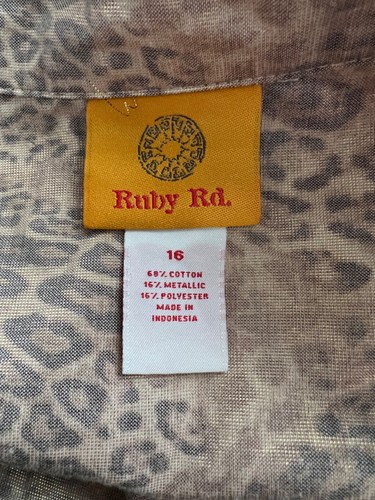 Ruby Rd.
16
68% COTTON
16% METALLIC
16% POLYESTER
MADE IN
INDONESIA